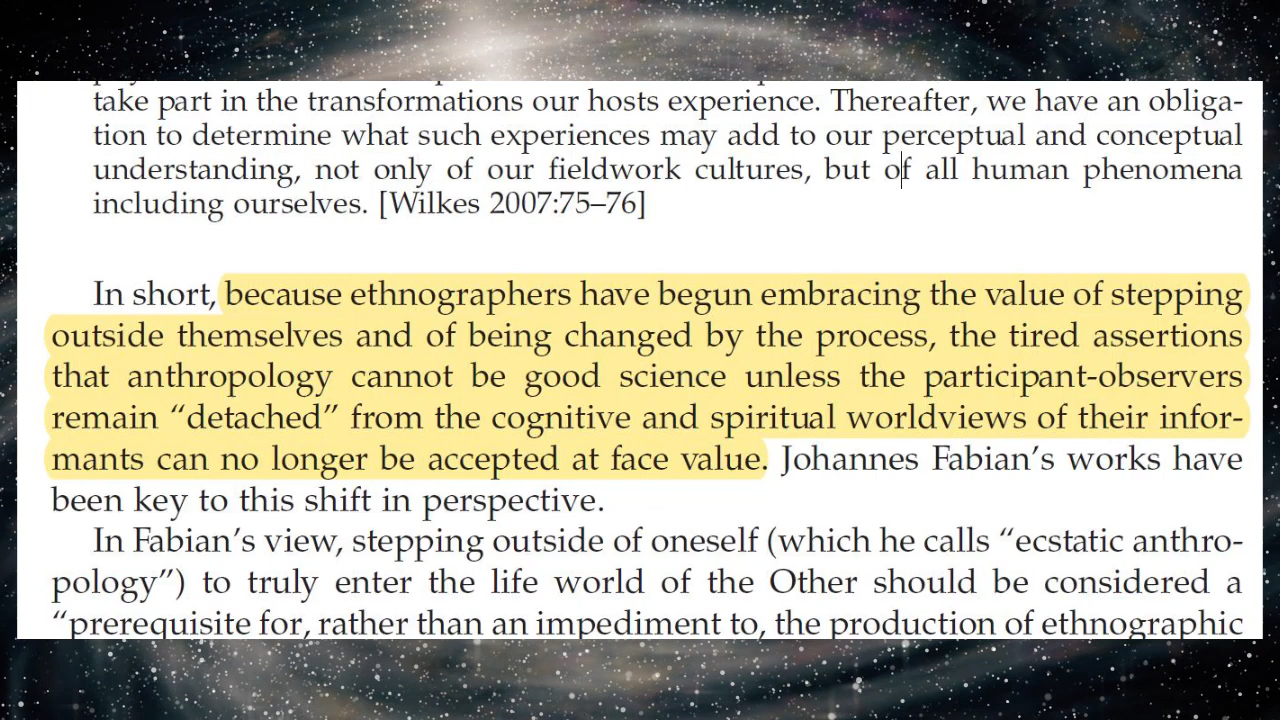 take part in the transformations our hosts experience. Thereafter, we have an obliga-
tion to determine what such experiences may add to our perceptual and conceptual
understanding, not only of our fieldwork cultures, but of all human phenomena
including ourselves. [Wilkes 2007:75–76]
In short, because ethnographers have begun embracing the value of stepping
outside themselves and of being changed by the process, the tired assertions
that anthropology cannot be good science unless the participant-observers
remain “detached” from the cognitive and spiritual worldviews of their infor-
mants can no longer be accepted at face value. Johannes Fabian’s works have
been key to this shift in perspective.
In Fabian’s view, stepping outside of oneself (which he calls “ecstatic anthro-
pology”) to truly enter the life world of the Other should be considered a
“prerequisite for, rather than an impediment to, the production of ethnographic